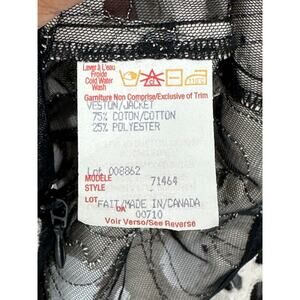 Laver à L'eau
Froide
Cold Water
Wash
Garniture Non Comprise/Exclusive of Trim
VESTON/JACKET
75% COTON/COTTON
25% POLYESTER
Lot 008862
MODÈLE
STYLE 71464
LOT
FAIT/MADE IN/CANADA
00710
Voir Verso/See Reverse